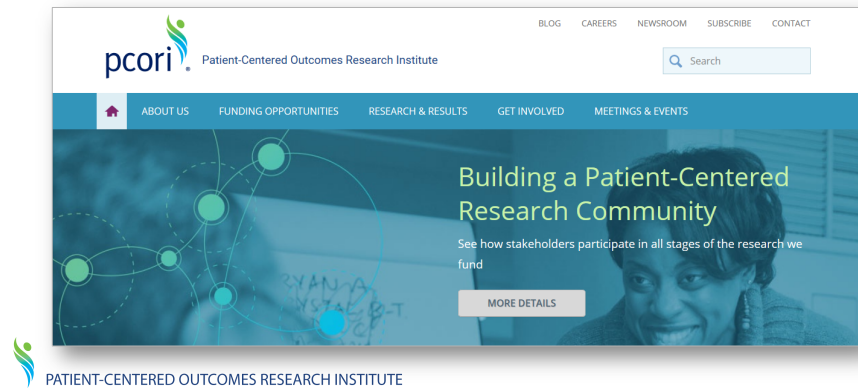 BLOG CAREERS NEWSROOM SUBSCRIBE CONTACT
pcori
Patient-Centered Outcomes Research Institute
Search
ABOUT US FUNDING OPPORTUNITIES RESEARCH & RESULTS GET INVOLVED MEETINGS & EVENTS
Building a Patient-Centered
Research Community
See how stakeholders participate in all stages of the research we
fund
MORE DETAILS
PATIENT-CENTERED OUTCOMES RESEARCH INSTITUTE